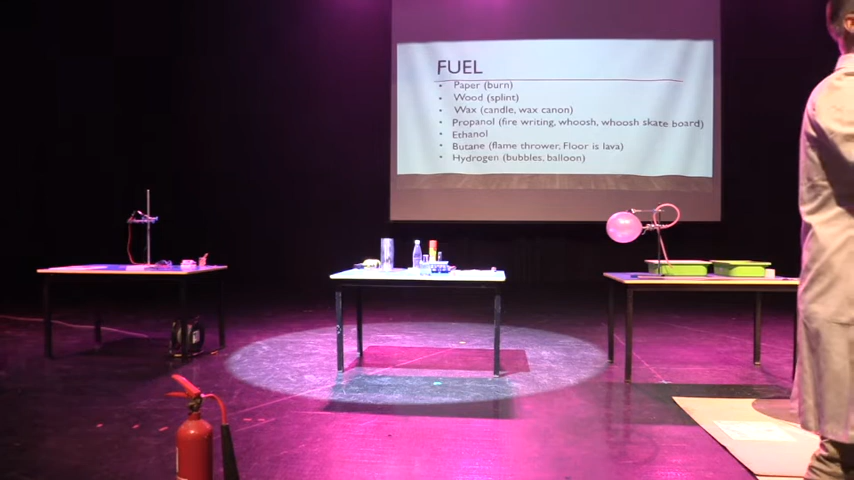 FUEL
• Paper (burn)
• Wood (splint)
• Wax (candle, wax canon)
• Propanol (fire writing, whoosh, whoosh skate board)
• Ethanol
• Butane (flame thrower, Floor is lava)
• Hydrogen (bubbles, balloon)